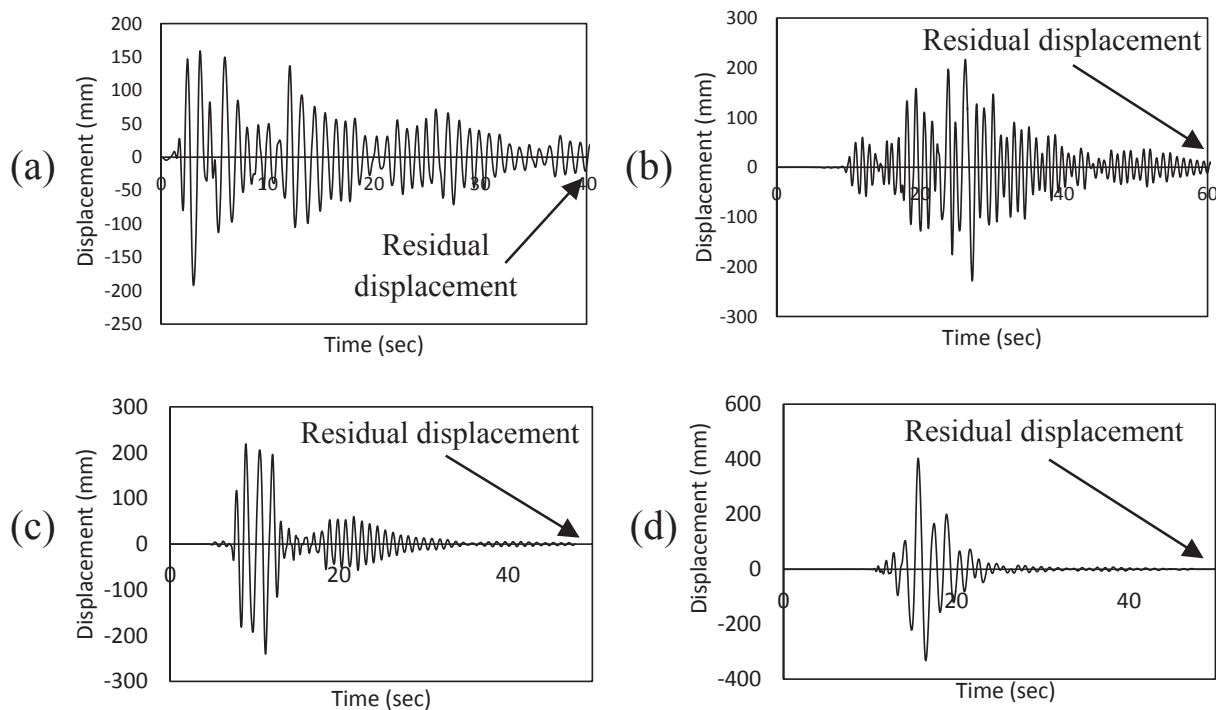 (a)
Displacement (mm)
200
150
100
50
0
-50
-100
-150
-200
-250
0
10
20
30
40
Residual
displacement
Time (sec)
(b)
Displacement (mm)
300
200
100
0
-100
-200
-300
0
20
40
60
Residual displacement
Time (sec)
(c)
Displacement (mm)
300
200
100
0
-100
-200
-300
0
20
40
Residual displacement
Time (sec)
(d)
Displacement (mm)
600
400
200
0
-200
-400
0
20
40
Residual displacement
Time (sec)